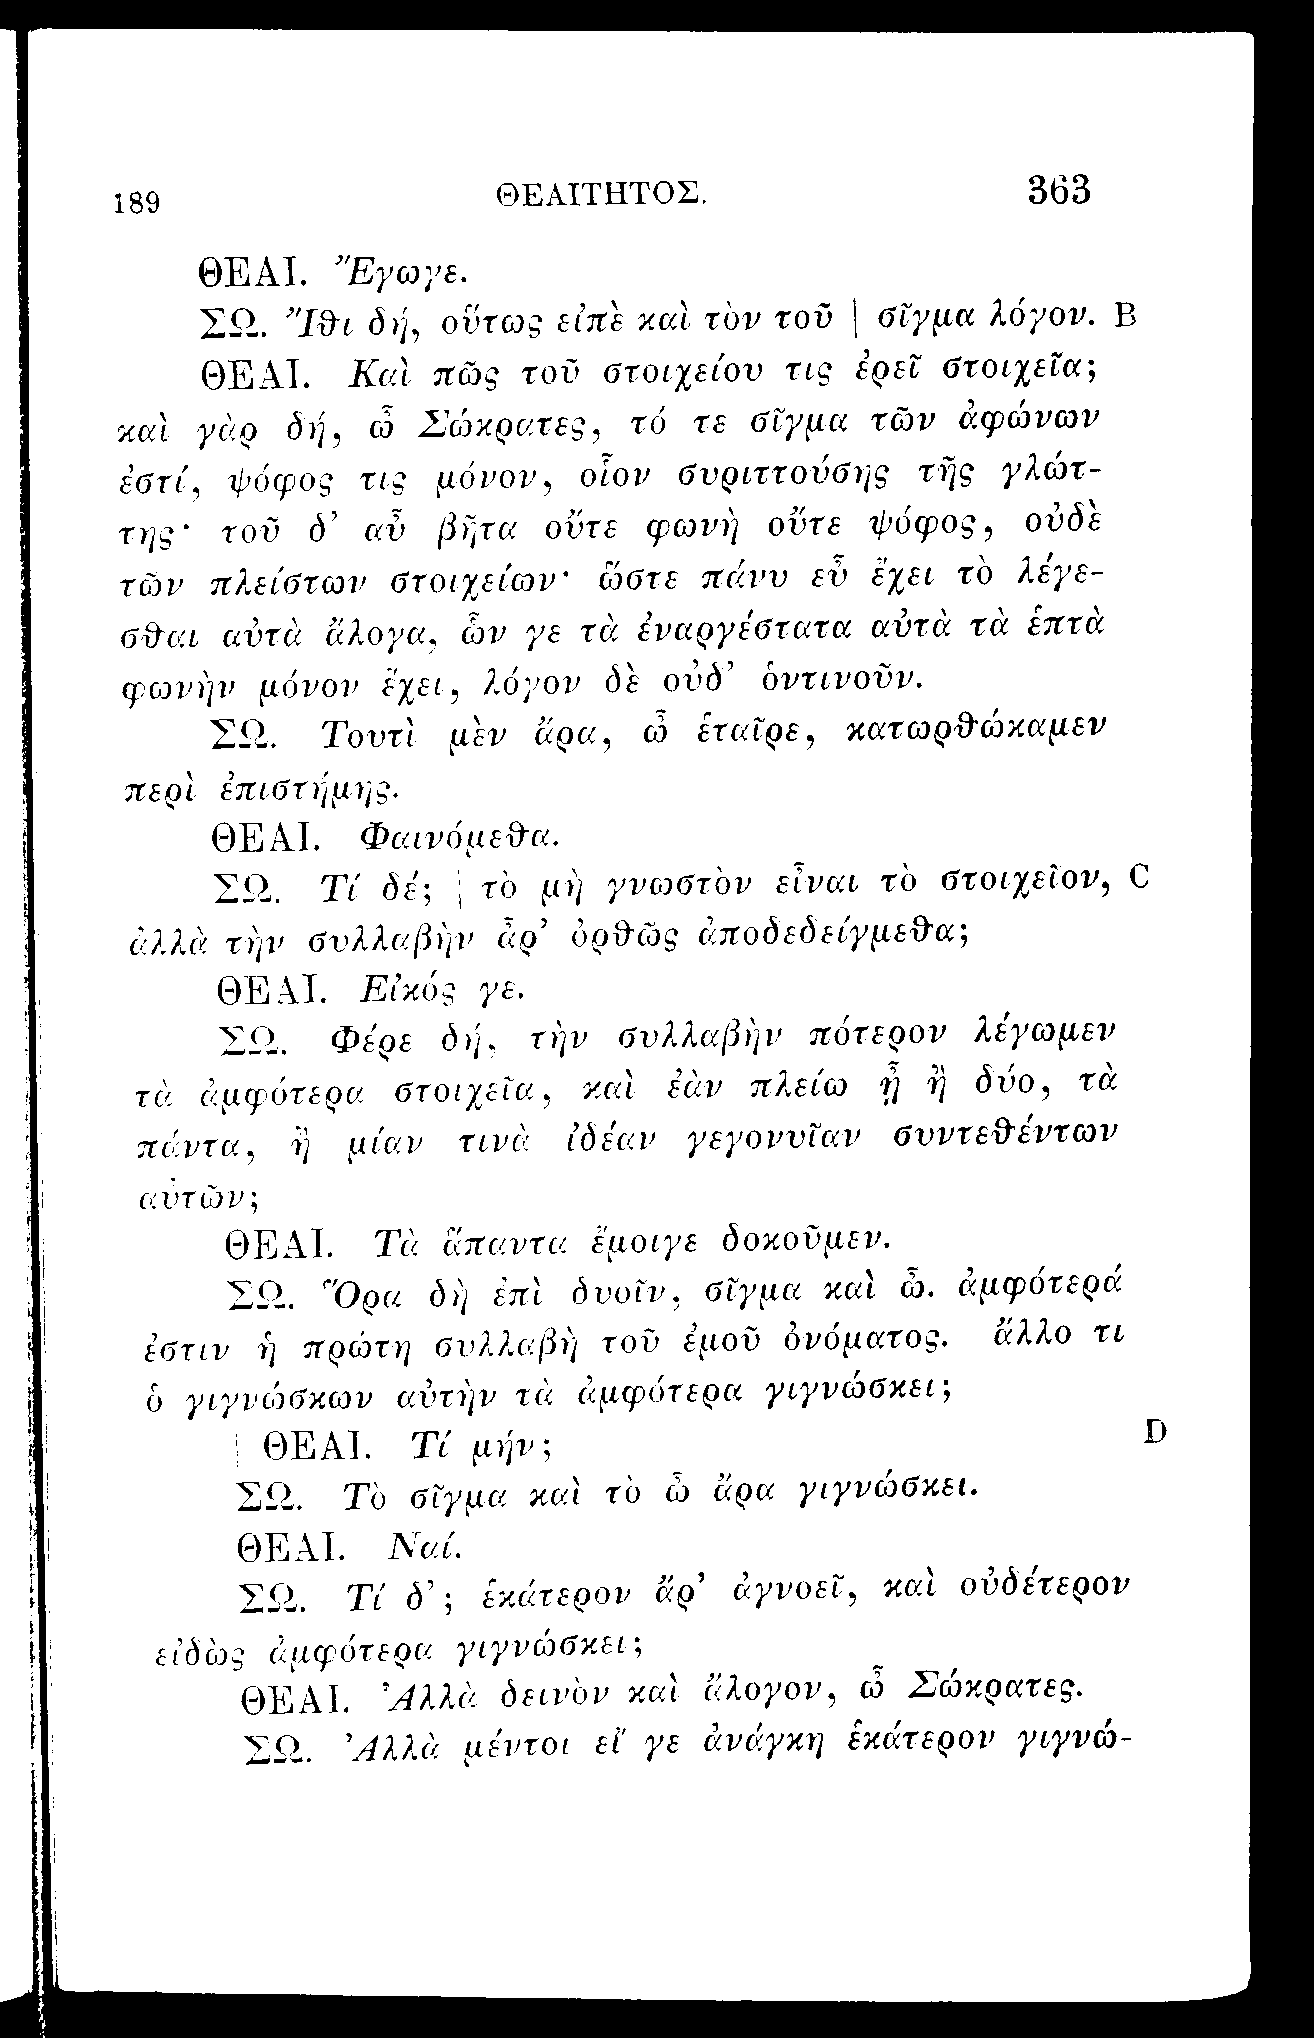 189 ΘΕΑΙΤΗΤΟΣ. 363
ΘΕΑΙ. Ἔγωγε.
ΣΩ. Ἴθι δή, οὕτως εἰπὲ καὶ τὸν τοῦ | σῖγμα λόγον. B
ΘΕΑΙ. Καὶ πῶς τοῦ στοιχείου τις ἐρεῖ στοιχεῖα;
καὶ γὰρ δή, ὦ Σώκρατες, τό τε σῖγμα τῶν ἀφώνων
ἐστί, ψόφος τις μόνον, οἷον συριττούσης τῆς γλώτ-
της· τοῦ δ’ αὖ βῆτα οὔτε φωνὴ οὔτε ψόφος, οὐδὲ
τῶν πλείστων στοιχείων· ὥστε πάνυ εὖ ἔχει τὸ λέγε-
σθαι αὐτὰ ἄλογα, ὧν γε τὰ ἐναργέστατα αὐτὰ τὰ ἑπτὰ
φωνὴν μόνον ἔχει, λόγον δὲ οὐδ’ ὁντινοῦν.
ΣΩ. Τουτὶ μὲν ἄρα, ὦ ἑταῖρε, κατωρθώκαμεν
περὶ ἐπιστήμης.
ΘΕΑΙ. Φαινόμεθα.
ΣΩ. Τί δέ; | τὸ μὴ γνωστὸν εἶναι τὸ στοιχεῖον, C
ἀλλὰ τὴν συλλαβὴν ἆρ’ ὀρθῶς ἀποδεδείγμεθα;
ΘΕΑΙ. Εἰκός γε.
ΣΩ. Φέρε δή, τὴν συλλαβὴν πότερον λέγωμεν
τὰ ἀμφότερα στοιχεῖα, καὶ ἐὰν πλείω ᾖ ἢ δύο, τὰ
πάντα, ἢ μίαν τινὰ ἰδέαν γεγονυῖαν συντεθέντων
αὐτῶν;
ΘΕΑΙ. Τὰ ἅπαντα ἔμοιγε δοκοῦμεν.
ΣΩ. Ὅρα δὴ ἐπὶ δυοῖν, σῖγμα καὶ ὦ. ἀμφότερά
ἐστιν ἡ πρώτη συλλαβὴ τοῦ ἐμοῦ ὀνόματος. ἄλλο τι
ὁ γιγνώσκων αὐτὴν τὰ ἀμφότερα γιγνώσκει;
| ΘΕΑΙ. Τί μήν; D
ΣΩ. Τὸ σῖγμα καὶ τὸ ὦ ἄρα γιγνώσκει.
ΘΕΑΙ. Ναί.
ΣΩ. Τί δ’; ἑκάτερον ἄρ’ ἀγνοεῖ, καὶ οὐδέτερον
εἰδὼς ἀμφότερα γιγνώσκει;
ΘΕΑΙ. Ἀλλὰ δεινὸν καὶ ἄλογον, ὦ Σώκρατες.
ΣΩ. Ἀλλὰ μέντοι εἴ γε ἀνάγκη ἑκάτερον γιγνώ-